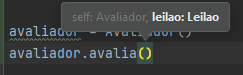 self: Avaliador, leilao: Leilao
avaliador = Avaliador()
avaliador.avalia()